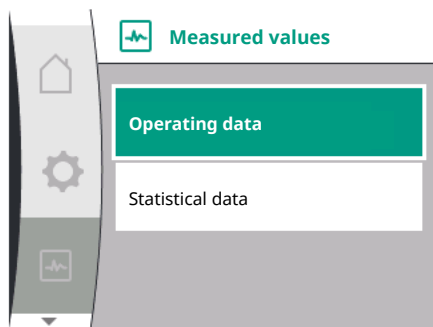 Measured values
Operating data
Statistical data